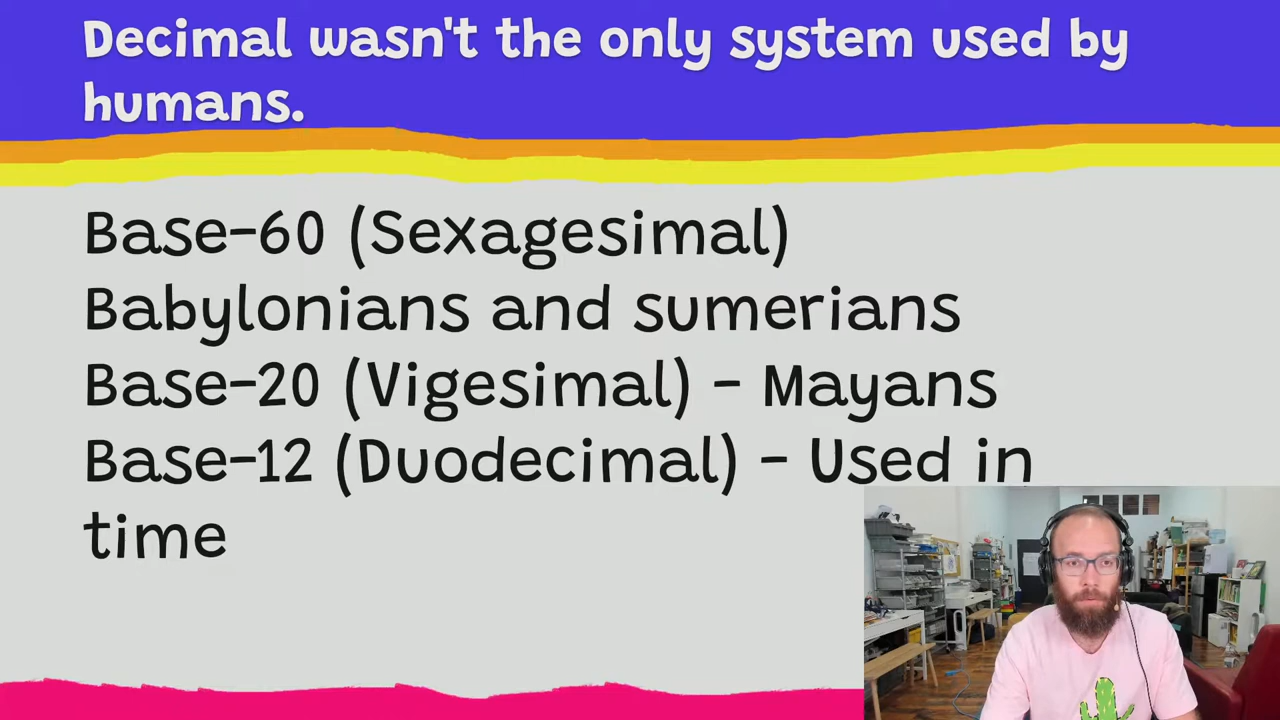 Decimal wasn't the only system used by
humans.
Base-60 (Sexagesimal)
Babylonians and sumerians
Base-20 (Vigesimal) - Mayans
Base-12 (Duodecimal) - Used in
time